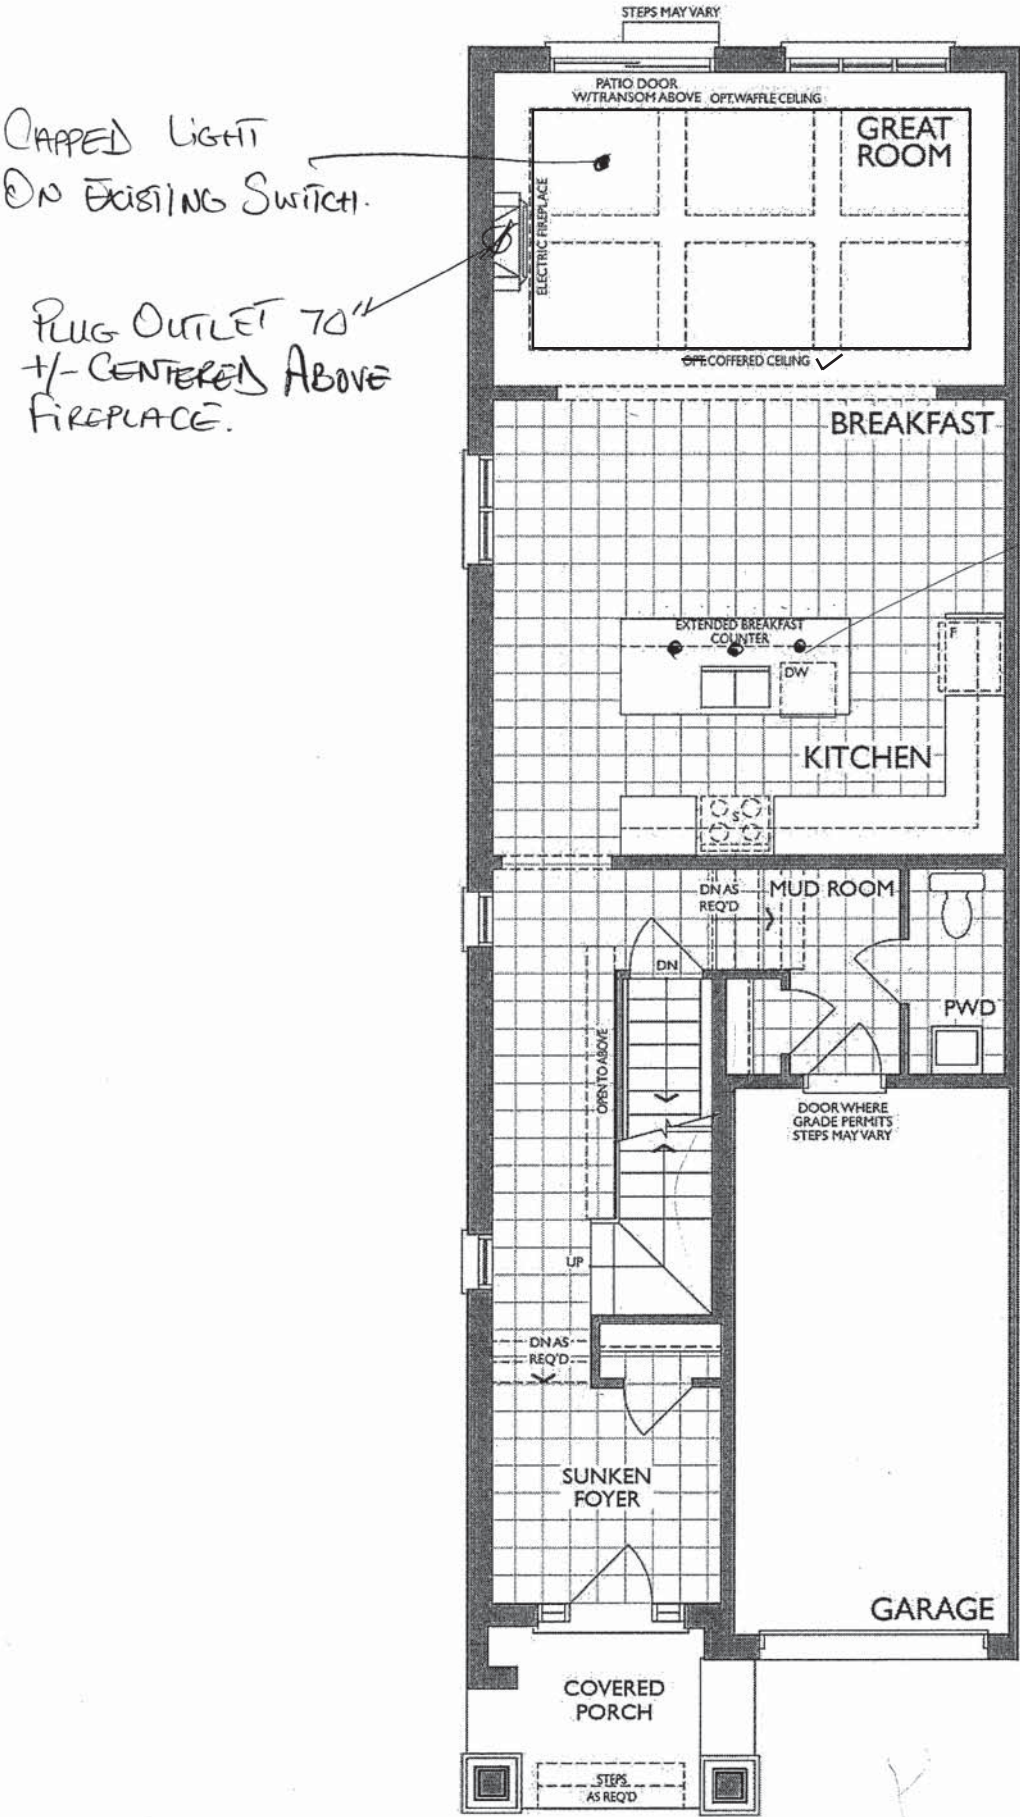 STEPS MAY VARY
PATIO DOOR
W/TRANSOM ABOVE OPT. WAFFLE CEILING
GREAT
ROOM
CAPPED LIGHT
ON EXISTING SWITCH.
ELECTRIC FIREPLACE
PLUG OUTLET 70"
+/- CENTERED ABOVE
FIREPLACE.
OPT. COFFERED CEILING ✓
BREAKFAST
EXTENDED BREAKFAST
COUNTER
F
DW
KITCHEN
S
DN AS
REQ'D
MUD ROOM
DN
PWD
OPEN TO ABOVE
DOOR WHERE
GRADE PERMITS
STEPS MAY VARY
UP
DN AS
REQ'D
SUNKEN
FOYER
GARAGE
COVERED
PORCH
STEPS
AS REQ'D